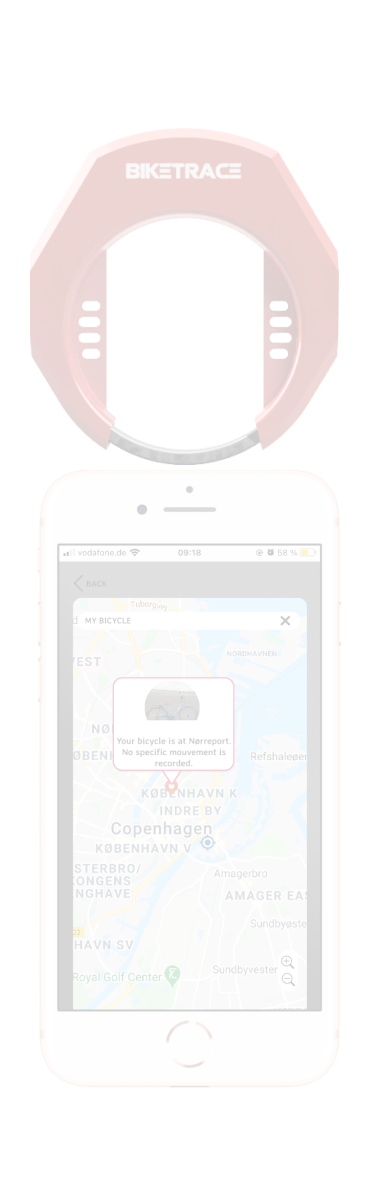 BIKETRACE
vodafone.de 09:18 58 %
BACK
Tuborg
MY BICYCLE
NORDHAVNEN
VEST
Your bicycle is at Nørreport.
No specific mouvement is
recorded.
Refshaleøen
KØBENHAVN K
INDRE BY
Copenhagen
KØBENHAVN V
STERBRO/
ONGENS
NGHAVE
Amagerbro
AMAGER EAS
Sundbyøste
HAVN SV
Royal Golf Center
Sundbyvester